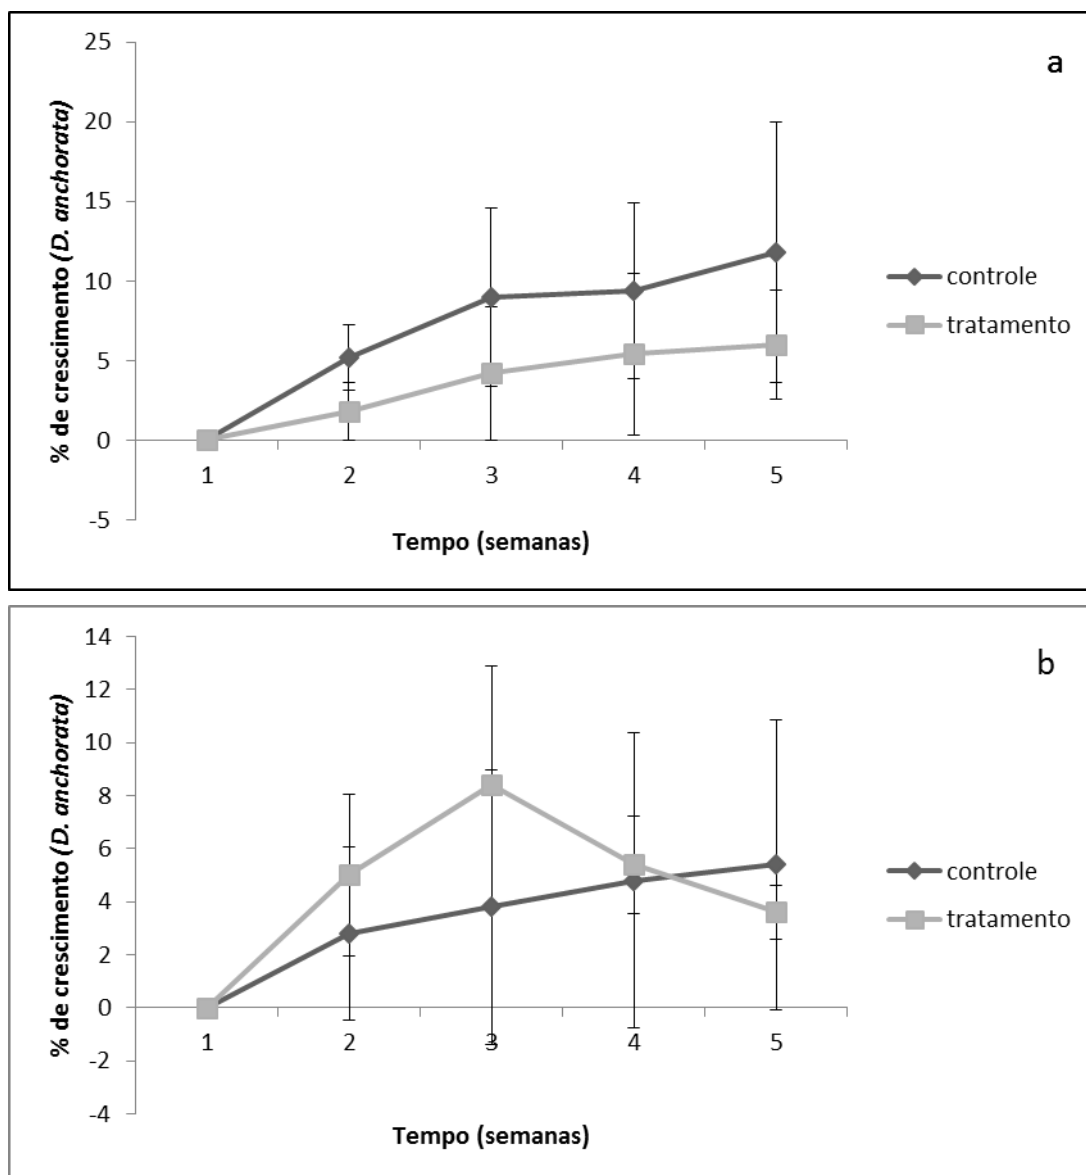 a
25
20
15
10
5
0
-5
% de crescimento (D. anchorata)
1 2 3 4 5
Tempo (semanas)
controle
tratamento
b
14
12
10
8
6
4
2
0
-2
-4
% de crescimento (D. anchorata)
1 2 3 4 5
Tempo (semanas)
controle
tratamento